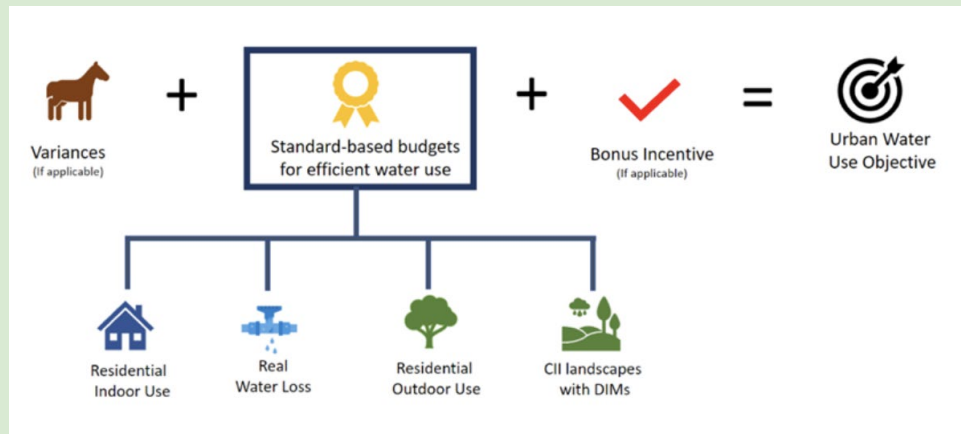 +
+
=
Variances
(If applicable)
Standard-based budgets
for efficient water use
Bonus Incentive
(If applicable)
Urban Water
Use Objective
Residential
Indoor Use
Real
Water Loss
Residential
Outdoor Use
CII landscapes
with DIMs